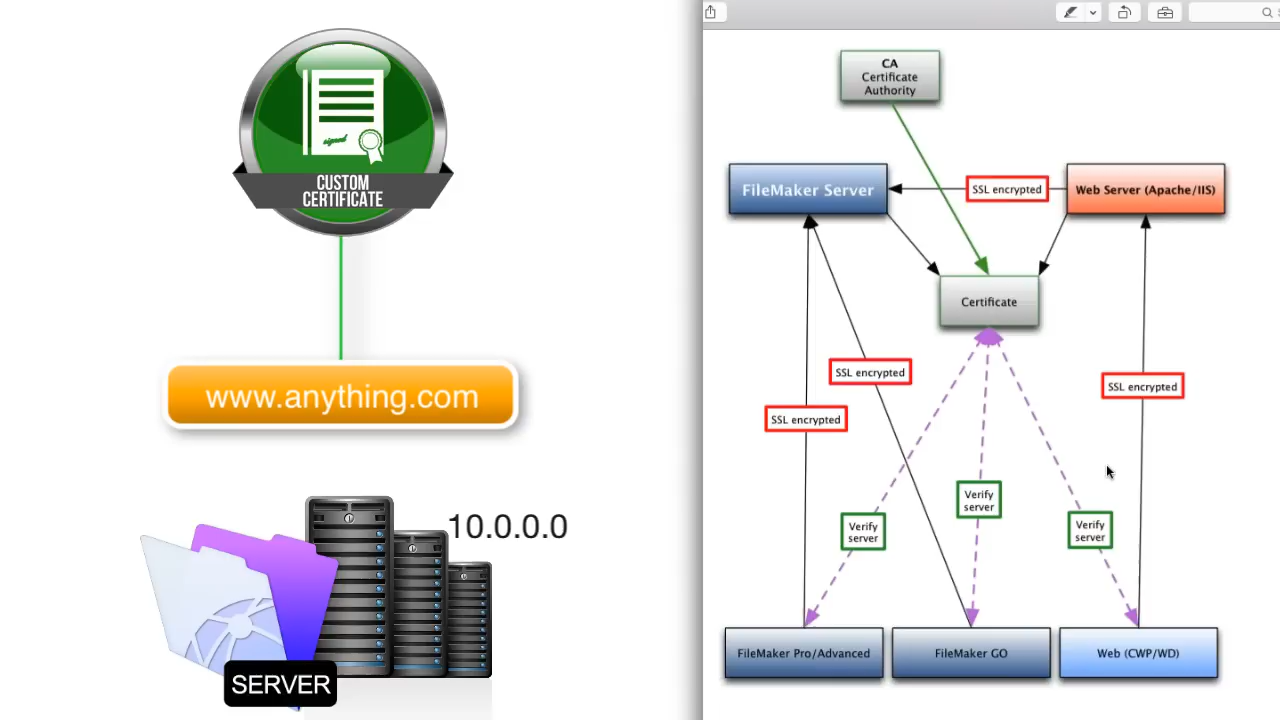 signed
CUSTOM
CERTIFICATE
www.anything.com
10.0.0.0
SERVER
CA
Certificate
Authority
FileMaker Server
SSL encrypted
Web Server (Apache/IIS)
Certificate
SSL encrypted
SSL encrypted
SSL encrypted
Verify
server
Verify
server
Verify
server
FileMaker Pro/Advanced
FileMaker GO
Web (CWP/WD)